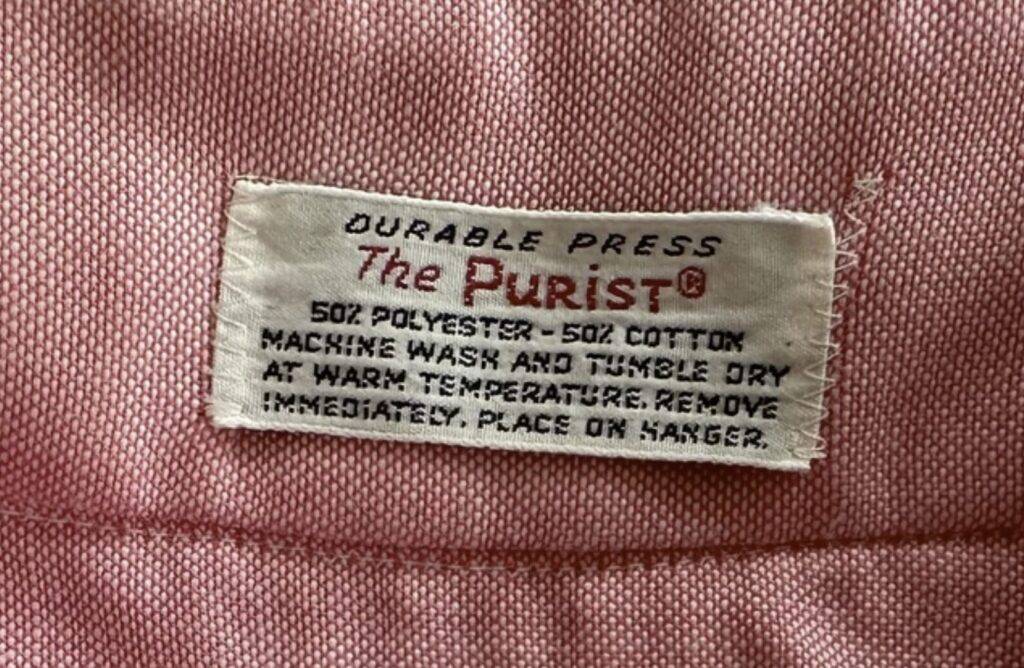 DURABLE PRESS
The PURiST®
50% POLYESTER - 50% COTTON
MACHINE WASH AND TUMBLE DRY
AT WARM TEMPERATURE. REMOVE
IMMEDIATELY. PLACE ON HANGER.